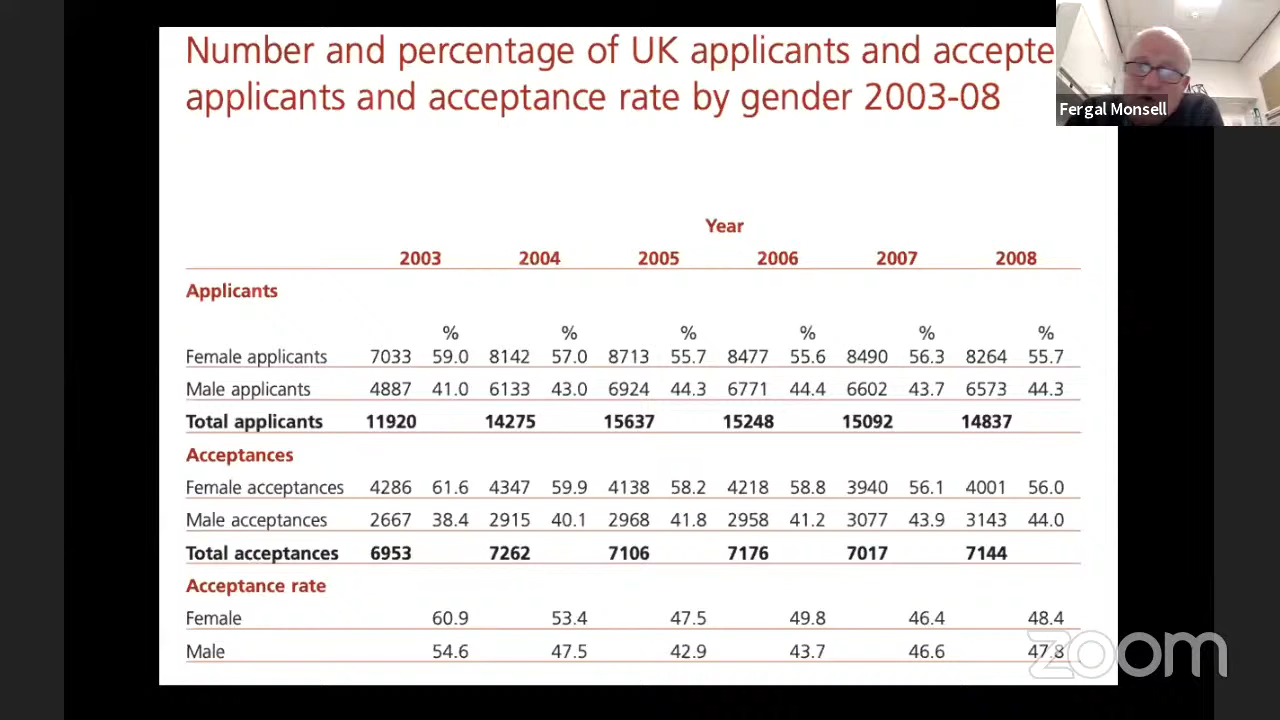 Number and percentage of UK applicants and accepte
applicants and acceptance rate by gender 2003-08
Fergal Monsell
Year
2003 2004 2005 2006 2007 2008
Applicants
% % % % % %
Female applicants 7033 59.0 8142 57.0 8713 55.7 8477 55.6 8490 56.3 8264 55.7
Male applicants 4887 41.0 6133 43.0 6924 44.3 6771 44.4 6602 43.7 6573 44.3
Total applicants 11920 14275 15637 15248 15092 14837
Acceptances
Female acceptances 4286 61.6 4347 59.9 4138 58.2 4218 58.8 3940 56.1 4001 56.0
Male acceptances 2667 38.4 2915 40.1 2968 41.8 2958 41.2 3077 43.9 3143 44.0
Total acceptances 6953 7262 7106 7176 7017 7144
Acceptance rate
Female 60.9 53.4 47.5 49.8 46.4 48.4
Male 54.6 47.5 42.9 43.7 46.6 47.8
zoom